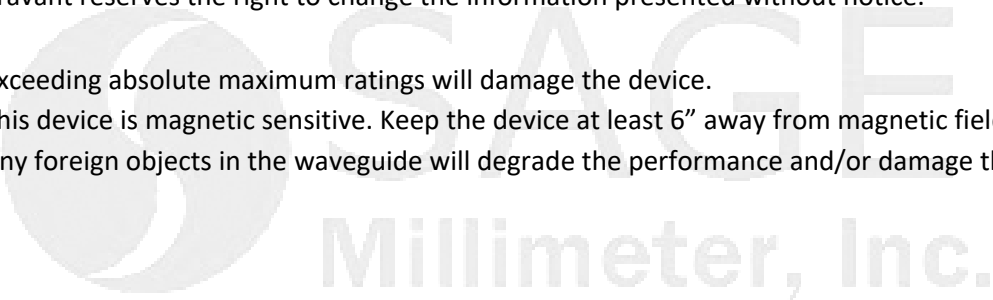 ravant reserves the right to change the information presented without notice.
xceeding absolute maximum ratings will damage the device.
his device is magnetic sensitive. Keep the device at least 6” away from magnetic fiel
ny foreign objects in the waveguide will degrade the performance and/or damage th
SAGE
Millimeter, Inc.